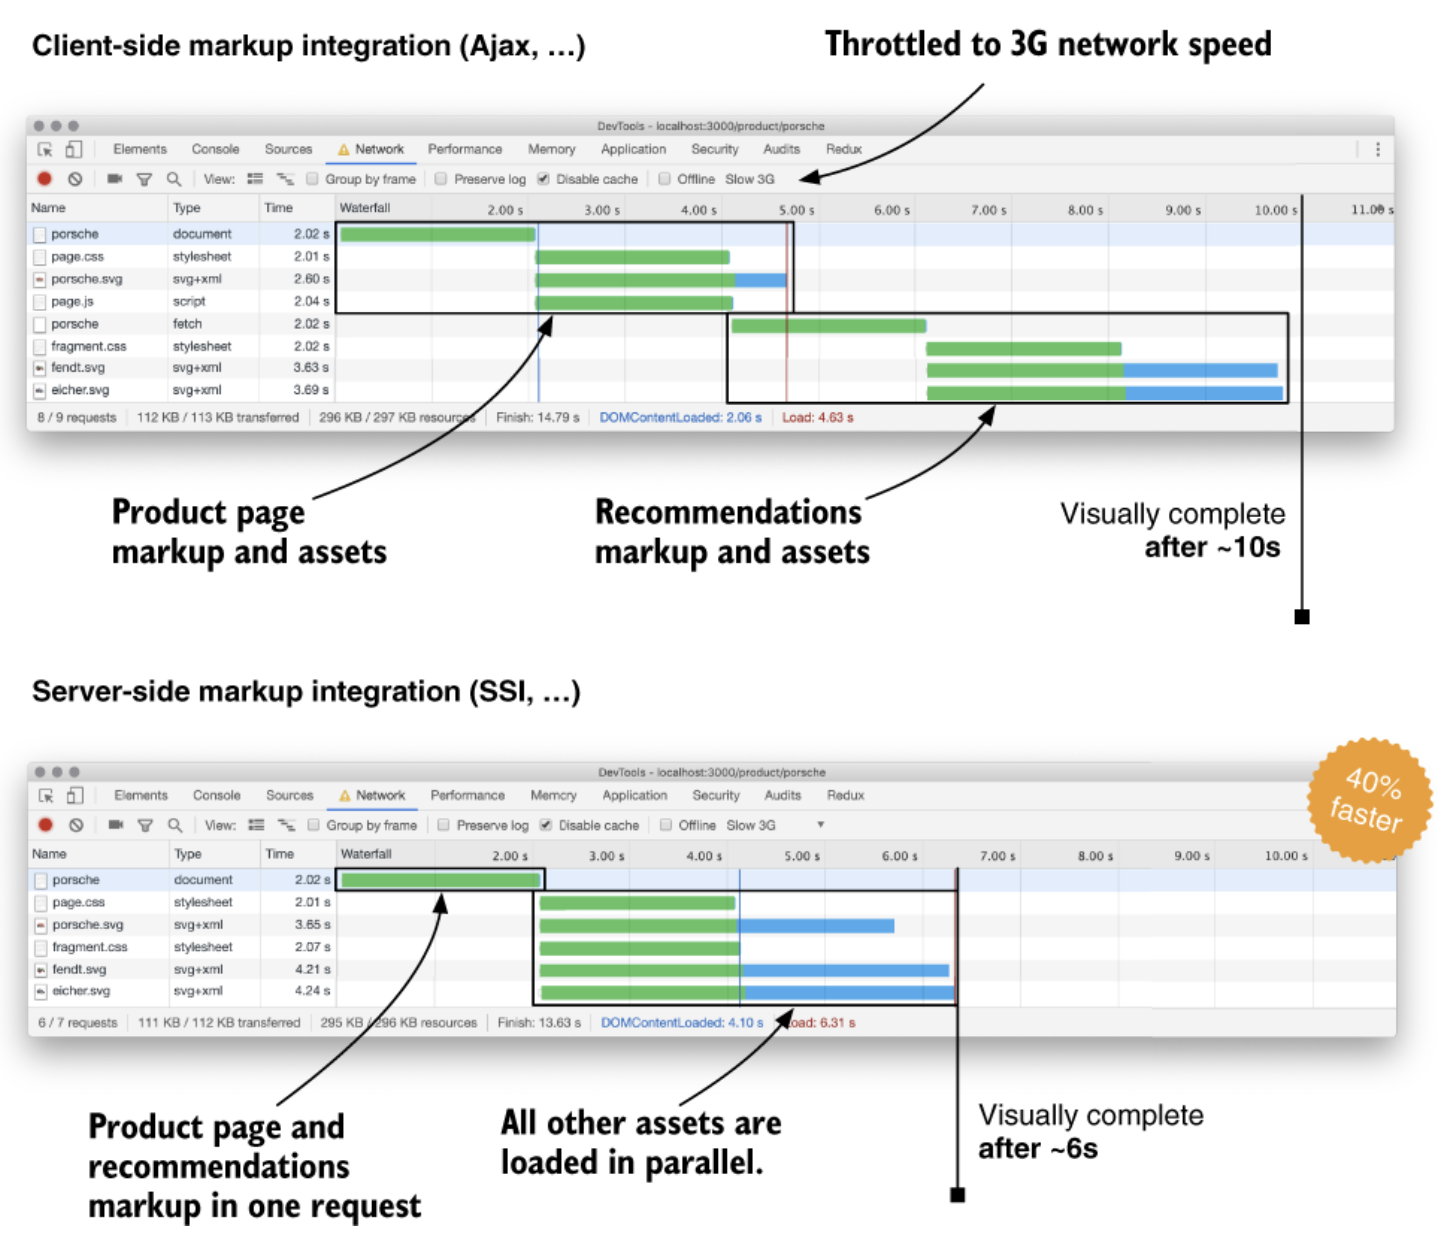 Client-side markup integration (Ajax, ...)
Throttled to 3G network speed
DevTools - localhost:3000/product/porsche
Elements Console Sources Network Performance Memory Application Security Audits Redux
View: Group by frame Preserve log Disable cache Offline Slow 3G
Name Type Time Waterfall 2.00 s 3.00 s 4.00 s 5.00 s 6.00 s 7.00 s 8.00 s 9.00 s 10.00 s 11.00 s
porsche document 2.02 s
page.css stylesheet 2.01 s
porsche.svg svg+xml 2.60 s
page.js script 2.04 s
porsche fetch 2.02 s
fragment.css stylesheet 2.02 s
fendt.svg svg+xml 3.63 s
eicher.svg svg+xml 3.69 s
8 / 9 requests 112 KB / 113 KB transferred 296 KB / 297 KB resources Finish: 14.79 s DOMContentLoaded: 2.06 s Load: 4.63 s
Product page
markup and assets
Recommendations
markup and assets
Visually complete
after ~10s
Server-side markup integration (SSI, ...)
40%
faster
DevTools - localhost:3000/product/porsche
Elements Console Sources Network Performance Memory Application Security Audits Redux
View: Group by frame Preserve log Disable cache Offline Slow 3G
Name Type Time Waterfall 2.00 s 3.00 s 4.00 s 5.00 s 6.00 s 7.00 s 8.00 s 9.00 s 10.00 s
porsche document 2.02 s
page.css stylesheet 2.01 s
porsche.svg svg+xml 3.65 s
fragment.css stylesheet 2.07 s
fendt.svg svg+xml 4.21 s
eicher.svg svg+xml 4.24 s
6 / 7 requests 111 KB / 112 KB transferred 295 KB / 296 KB resources Finish: 13.63 s DOMContentLoaded: 4.10 s Load: 6.31 s
Product page and
recommendations
markup in one request
All other assets are
loaded in parallel.
Visually complete
after ~6s